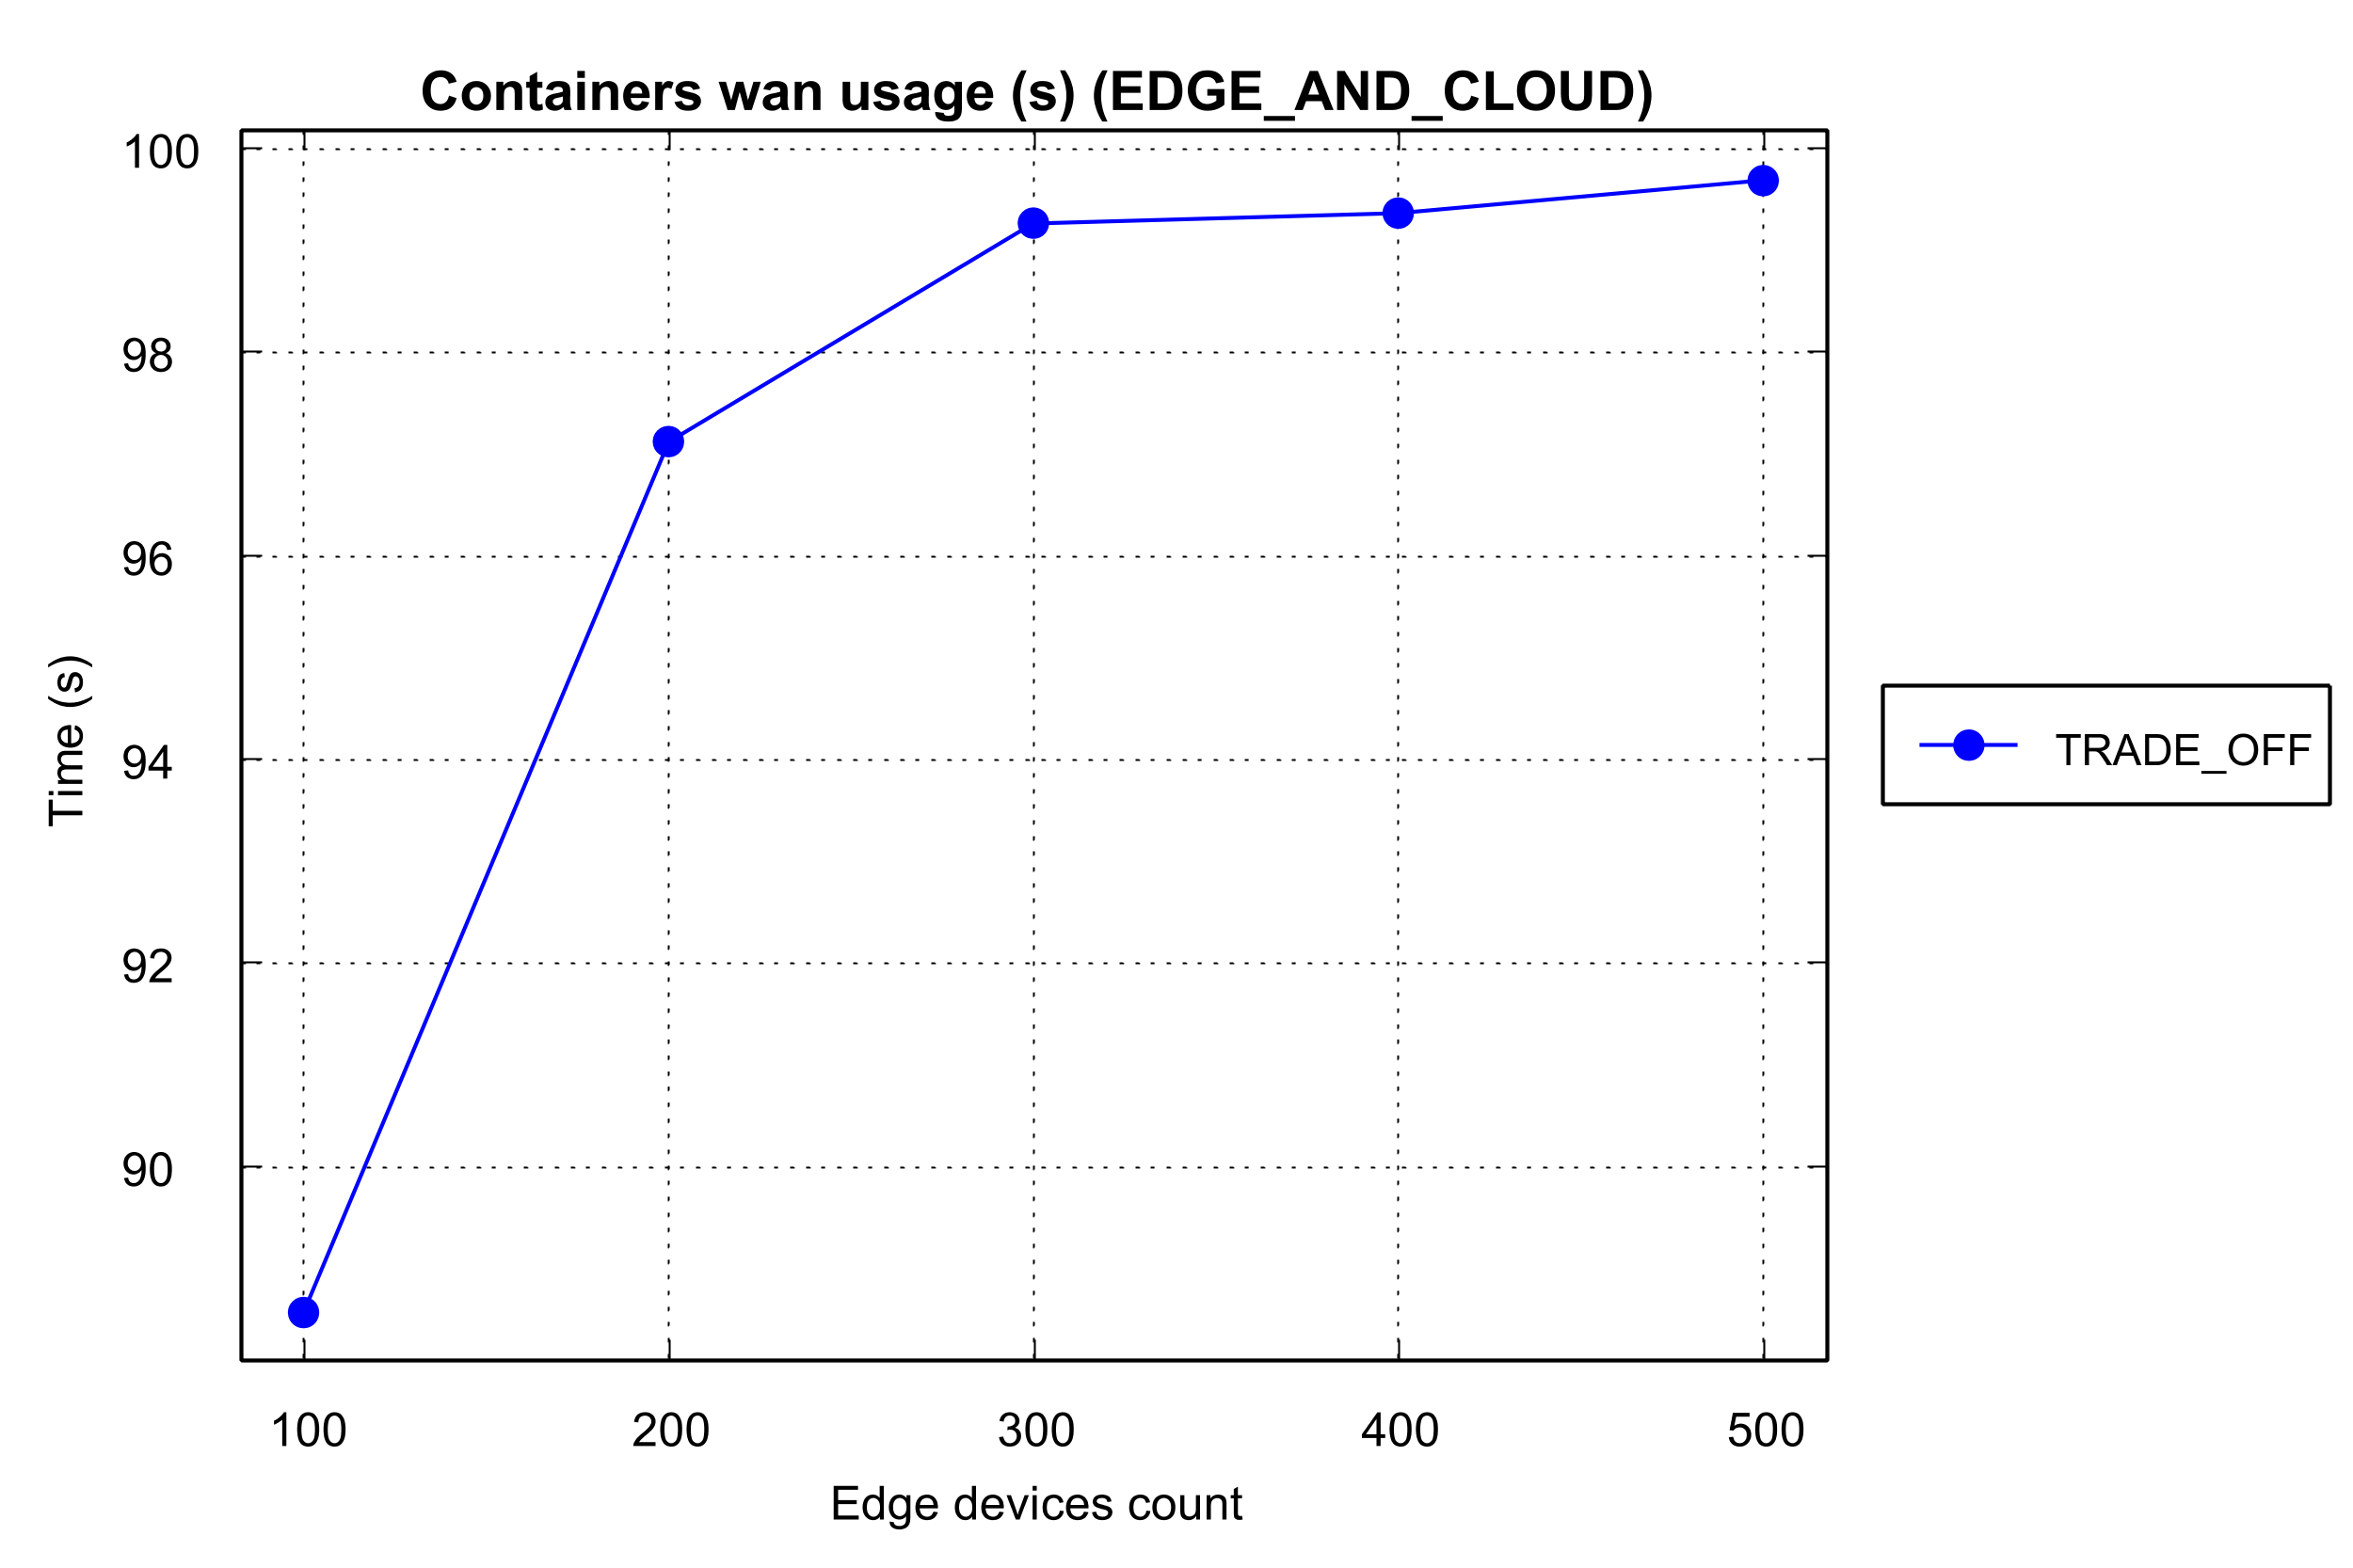 Containers wan usage (s) (EDGE_AND_CLOUD)
100
98
96
94
92
90
Time (s)
TRADE_OFF
100 200 300 400 500
Edge devices count